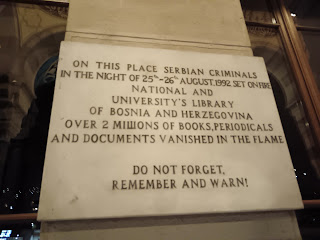 ON THIS PLACE SERBIAN CRIMINALS
IN THE NIGHT OF 25TH-26TH AUGUST, 1992. SET ON FIRE
NATIONAL AND
UNIVERSITY'S LIBRARY
OF BOSNIA AND HERZEGOVINA
OVER 2 MILLIONS OF BOOKS, PERIODICALS
AND DOCUMENTS VANISHED IN THE FLAME
DO NOT FORGET,
REMEMBER AND WARN!